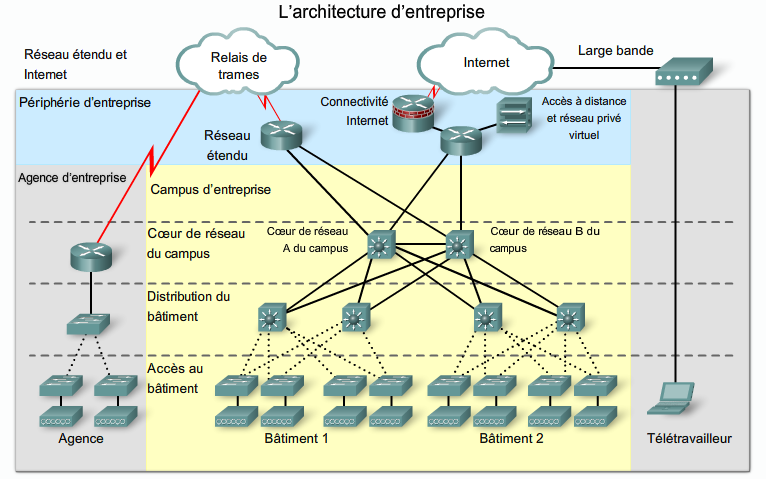 L'architecture d'entreprise
Réseau étendu et
Internet
Relais de
trames
Internet
Large bande
Périphérie d'entreprise
Connectivité
Internet
Accès à distance
et réseau privé
virtuel
Réseau
étendu
Agence d'entreprise
Campus d'entreprise
Cœur de réseau
du campus
Cœur de réseau
A du campus
Cœur de réseau B du
campus
Distribution du
bâtiment
Accès au
bâtiment
Agence
Bâtiment 1
Bâtiment 2
Télétravailleur